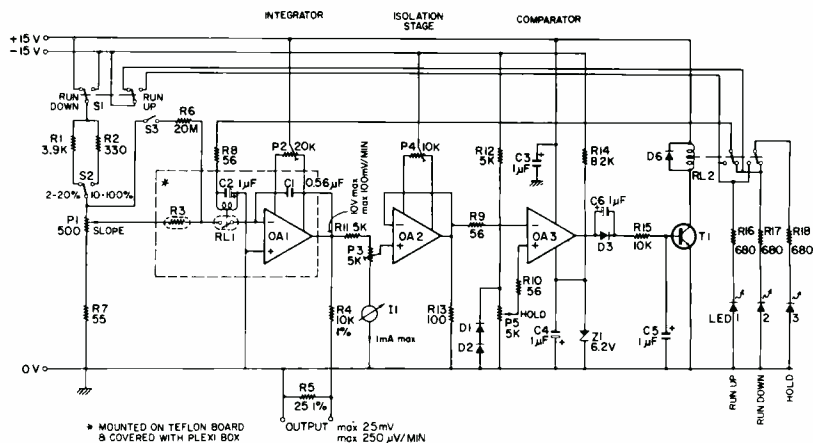 INTEGRATOR
ISOLATION
STAGE
COMPARATOR
+15 V
-15 V
RUN
DOWN
S1
RUN
UP
R6
20M
S3
R1
3.9K
R2
330
S2
2-20%
10-100%
P1
500
SLOPE
R7
55
0 V
*
R3
R8
56
C2
1µF
RL1
P2
20K
C1
0.56µF
OA1
10V max
max 100mV/MIN
R11 5K
P3
5K
R4
10K
1%
I1
1mA max
R5
25 1%
OUTPUT
max 25mV
max 250 µV/MIN
P4
10K
OA2
R13
100
R9
56
R12
5K
D1
D2
P5
5K
HOLD
R10
56
C3
1µF
OA3
C4
1µF
R14
8.2K
C6 1µF
D3
Z1
6.2V
R15
10K
C5
1µF
T1
D6
RL2
R16
680
R17
680
R18
680
LED 1
2
3
RUN UP
RUN DOWN
HOLD
* MOUNTED ON TEFLON BOARD
& COVERED WITH PLEXI BOX